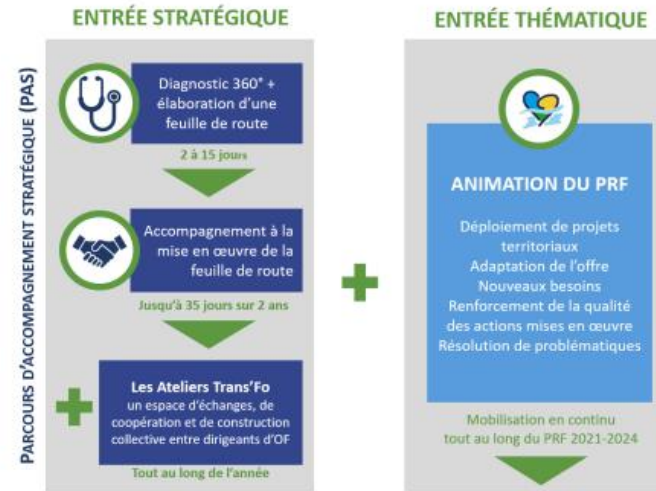 ENTRÉE STRATÉGIQUE
PARCOURS D'ACCOMPAGNEMENT STRATÉGIQUE (PAS)
Diagnostic 360° +
élaboration d'une
feuille de route
2 à 15 jours
Accompagnement à la
mise en œuvre de la
feuille de route
Jusqu'à 35 jours sur 2 ans
+
Les Ateliers Trans'Fo
un espace d'échanges, de
coopération et de construction
collective entre dirigeants d'OF
Tout au long de l'année
+
ENTRÉE THÉMATIQUE
ANIMATION DU PRF
Déploiement de projets
territoriaux
Adaptation de l'offre
Nouveaux besoins
Renforcement de la qualité
des actions mises en œuvre
Résolution de problématiques
Mobilisation en continu
tout au long du PRF 2021-2024